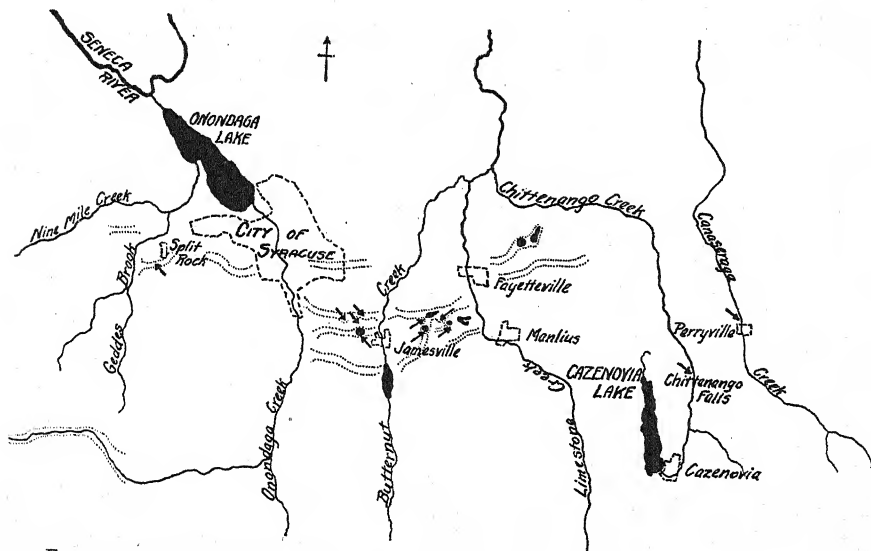 SENECA
RIVER
ONONDAGA
LAKE
Nine Mile Creek
CITY OF
SYRACUSE
Split
Rock
Geddes Brook
Onondaga Creek
Butternut Creek
Jamesville
Chittenango Creek
Fayetteville
Manlius
Limestone Creek
CAZENOVIA
LAKE
Chittenango
Falls
Cazenovia
Perryville
Canaseraga Creek